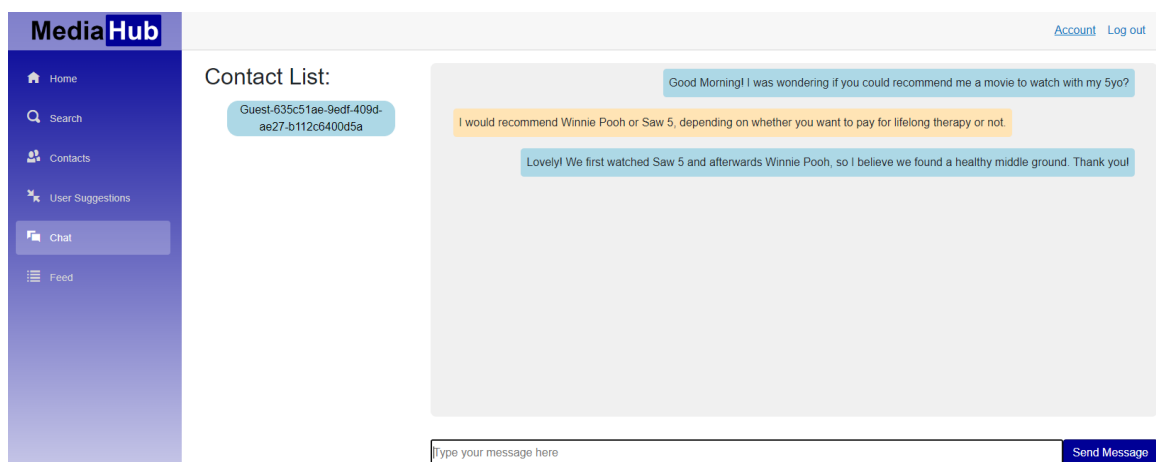 MediaHub
Account Log out
Home
Search
Contacts
User Suggestions
Chat
Feed
Contact List:
Guest-635c51ae-9edf-409d-
ae27-b112c6400d5a
Good Morning! I was wondering if you could recommend me a movie to watch with my 5yo?
I would recommend Winnie Pooh or Saw 5, depending on whether you want to pay for lifelong therapy or not.
Lovely! We first watched Saw 5 and afterwards Winnie Pooh, so I believe we found a healthy middle ground. Thank you!
Type your message here
Send Message